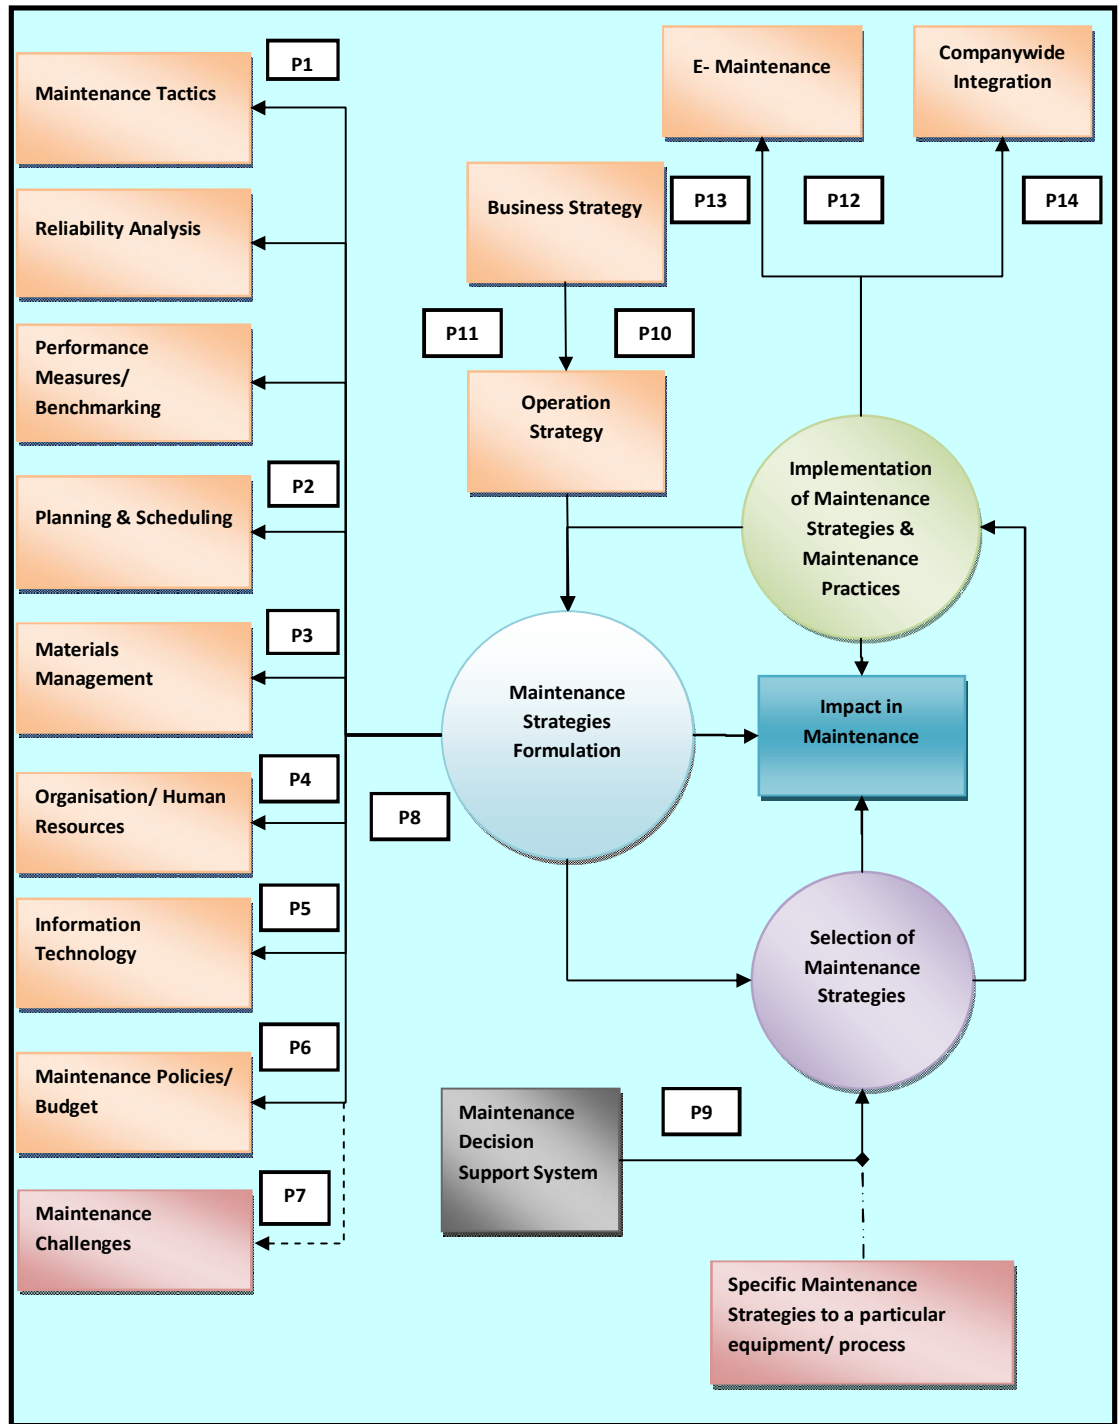 P1
Maintenance Tactics
Reliability Analysis
Performance
Measures/
Benchmarking
P2
Planning & Scheduling
P3
Materials
Management
P4
Organisation/ Human
Resources
P5
Information
Technology
P6
Maintenance Policies/
Budget
P7
Maintenance
Challenges
E- Maintenance
Companywide
Integration
Business Strategy
P13
P12
P14
P11
P10
Operation
Strategy
Implementation
of Maintenance
Strategies &
Maintenance
Practices
Maintenance
Strategies
Formulation
Impact in
Maintenance
P8
Selection of
Maintenance
Strategies
P9
Maintenance
Decision
Support System
Specific Maintenance
Strategies to a particular
equipment/ process